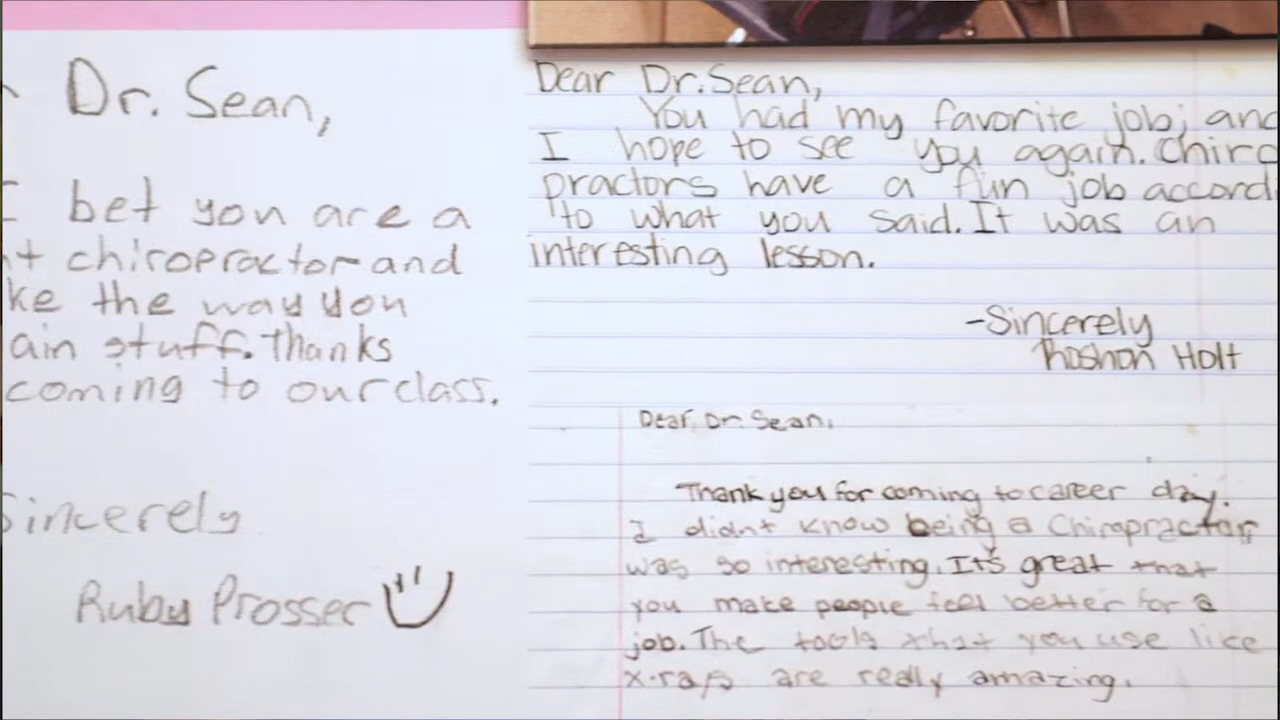 Dr. Sean,
I bet you are a
nt chiropractor and
ke the way you
ain stuff. Thanks
coming to our class.
Sincerely
Ruby Prosser
Dear Dr. Sean,
You had my favorite job, and
I hope to see you again. Chiro
practors have a fun job accordi
to what you said. It was an
interesting lesson.
-Sincerely
Roshon Holt
Dear, Dr. Sean,
Thank you for coming to career day.
I didn't know being a Chiropractor,
was so interesting. It's great that
you make people feel better for a
job. The tools that you use like
x-rays are really amazing.